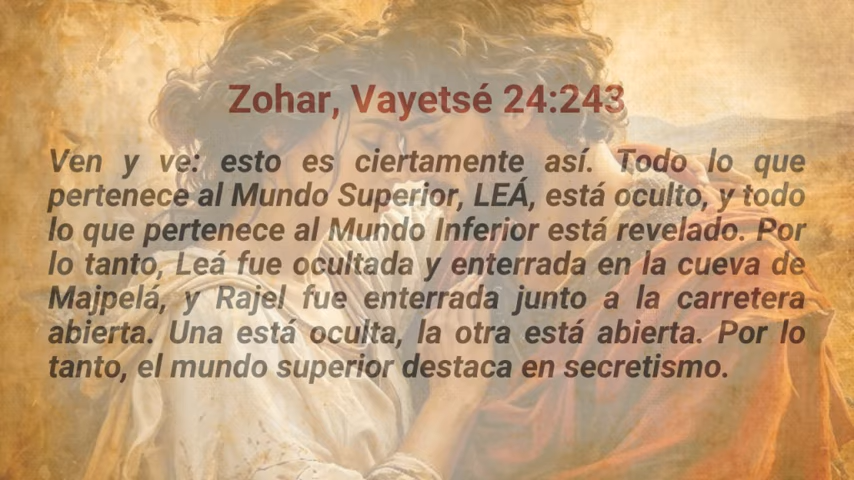 Zohar, Vayetsé 24:243
Ven y ve: esto es ciertamente así. Todo lo que
pertenece al Mundo Superior, LEÁ, está oculto, y todo
lo que pertenece al Mundo Inferior está revelado. Por
lo tanto, Leá fue ocultada y enterrada en la cueva de
Majpelá, y Rajel fue enterrada junto a la carretera
abierta. Una está oculta, la otra está abierta. Por lo
tanto, el mundo superior destaca en secretismo.